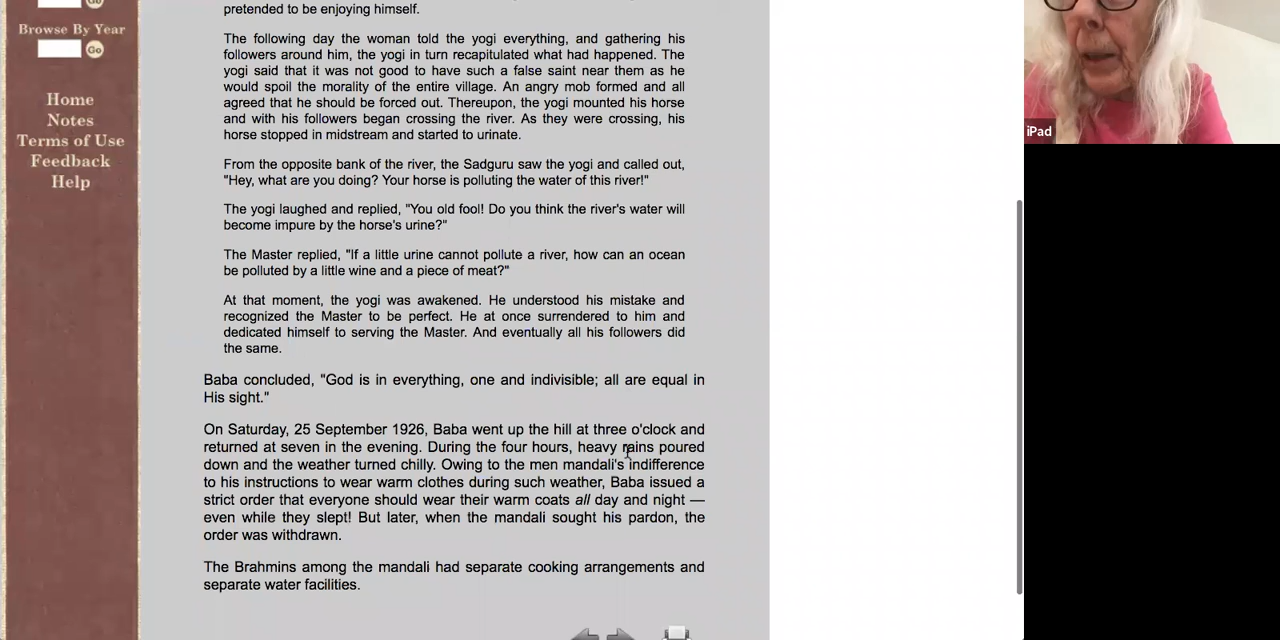 Go
Browse By Year
Go
Home
Notes
Terms of Use
Feedback
Help
pretended to be enjoying himself.
The following day the woman told the yogi everything, and gathering his
followers around him, the yogi in turn recapitulated what had happened. The
yogi said that it was not good to have such a false saint near them as he
would spoil the morality of the entire village. An angry mob formed and all
agreed that he should be forced out. Thereupon, the yogi mounted his horse
and with his followers began crossing the river. As they were crossing, his
horse stopped in midstream and started to urinate.
From the opposite bank of the river, the Sadguru saw the yogi and called out,
"Hey, what are you doing? Your horse is polluting the water of this river!"
The yogi laughed and replied, "You old fool! Do you think the river's water will
become impure by the horse's urine?"
The Master replied, "If a little urine cannot pollute a river, how can an ocean
be polluted by a little wine and a piece of meat?"
At that moment, the yogi was awakened. He understood his mistake and
recognized the Master to be perfect. He at once surrendered to him and
dedicated himself to serving the Master. And eventually all his followers did
the same.
Baba concluded, "God is in everything, one and indivisible; all are equal in
His sight."
On Saturday, 25 September 1926, Baba went up the hill at three o'clock and
returned at seven in the evening. During the four hours, heavy rains poured
down and the weather turned chilly. Owing to the men mandali's indifference
to his instructions to wear warm clothes during such weather, Baba issued a
strict order that everyone should wear their warm coats all day and night —
even while they slept! But later, when the mandali sought his pardon, the
order was withdrawn.
The Brahmins among the mandali had separate cooking arrangements and
separate water facilities.
iPad